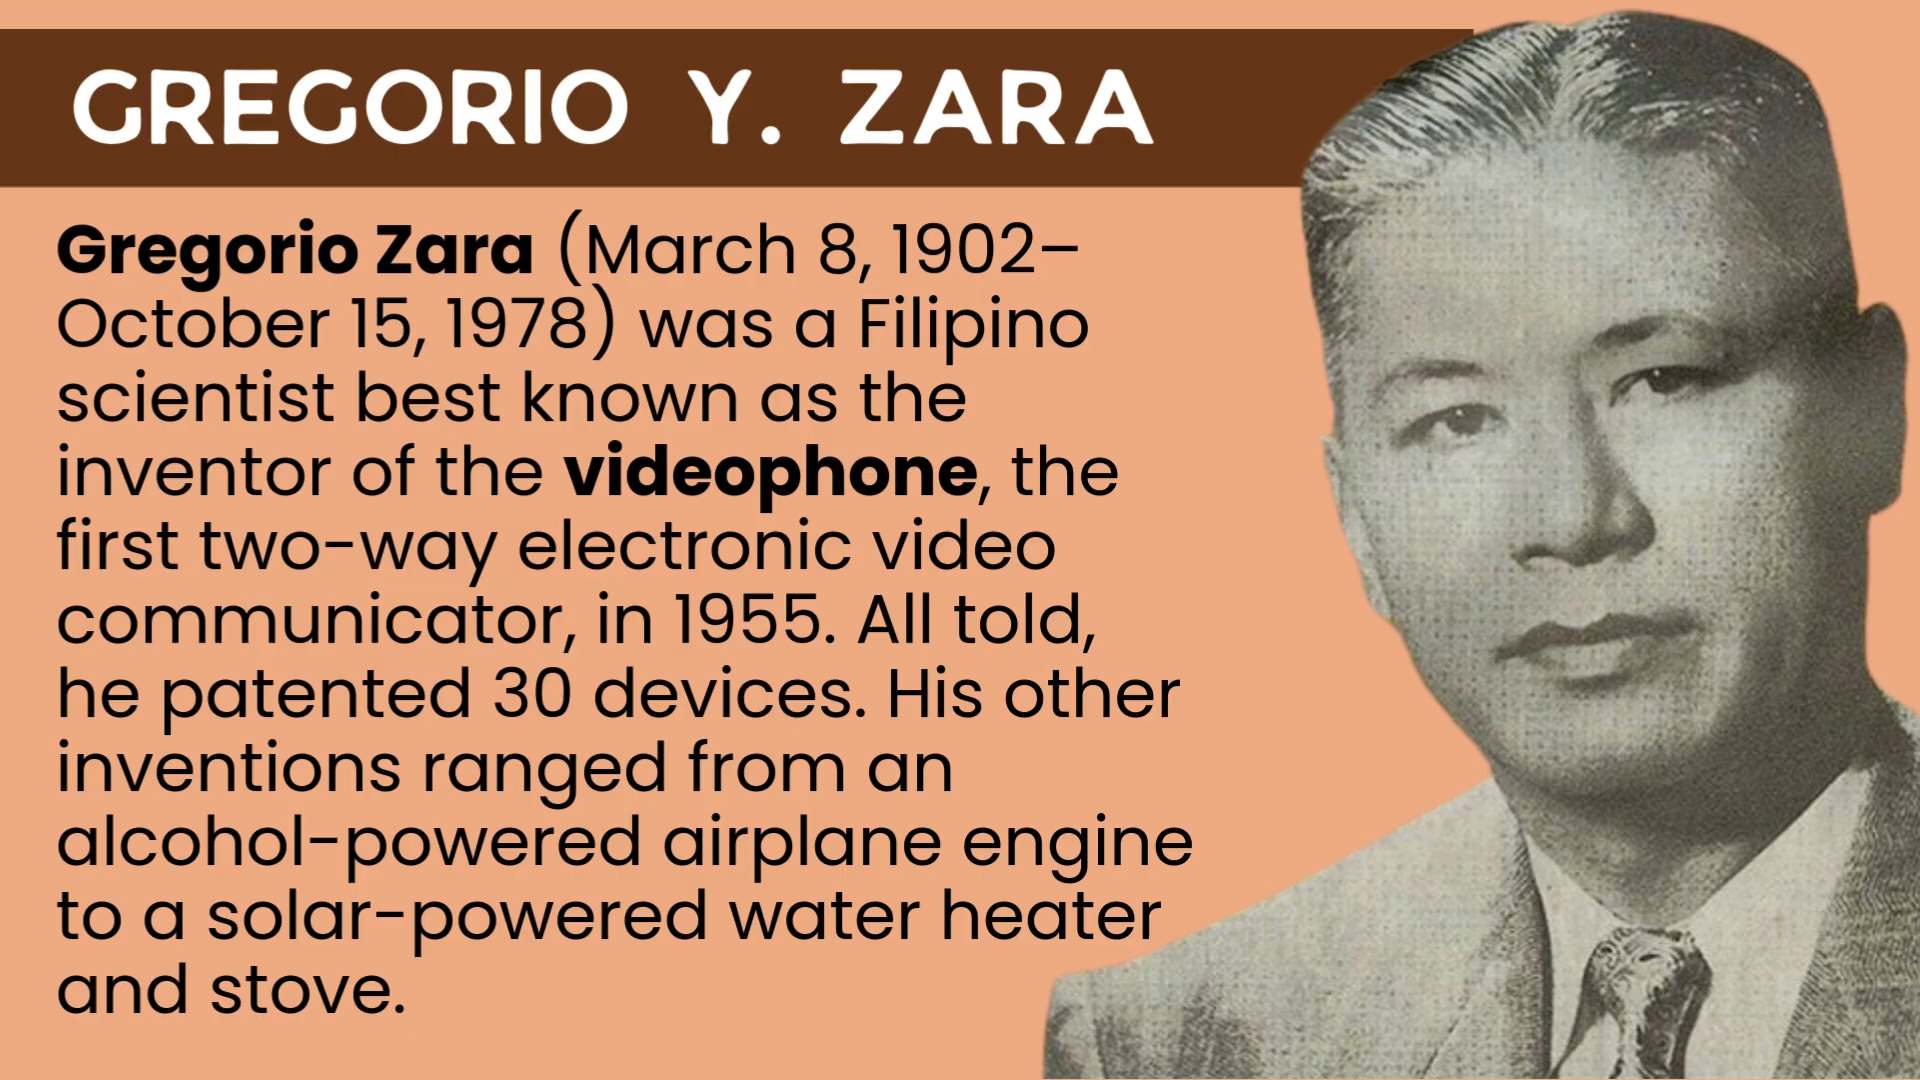 GREGORIO Y. ZARA
Gregorio Zara (March 8, 1902–
October 15, 1978) was a Filipino
scientist best known as the
inventor of the videophone, the
first two-way electronic video
communicator, in 1955. All told,
he patented 30 devices. His other
inventions ranged from an
alcohol-powered airplane engine
to a solar-powered water heater
and stove.